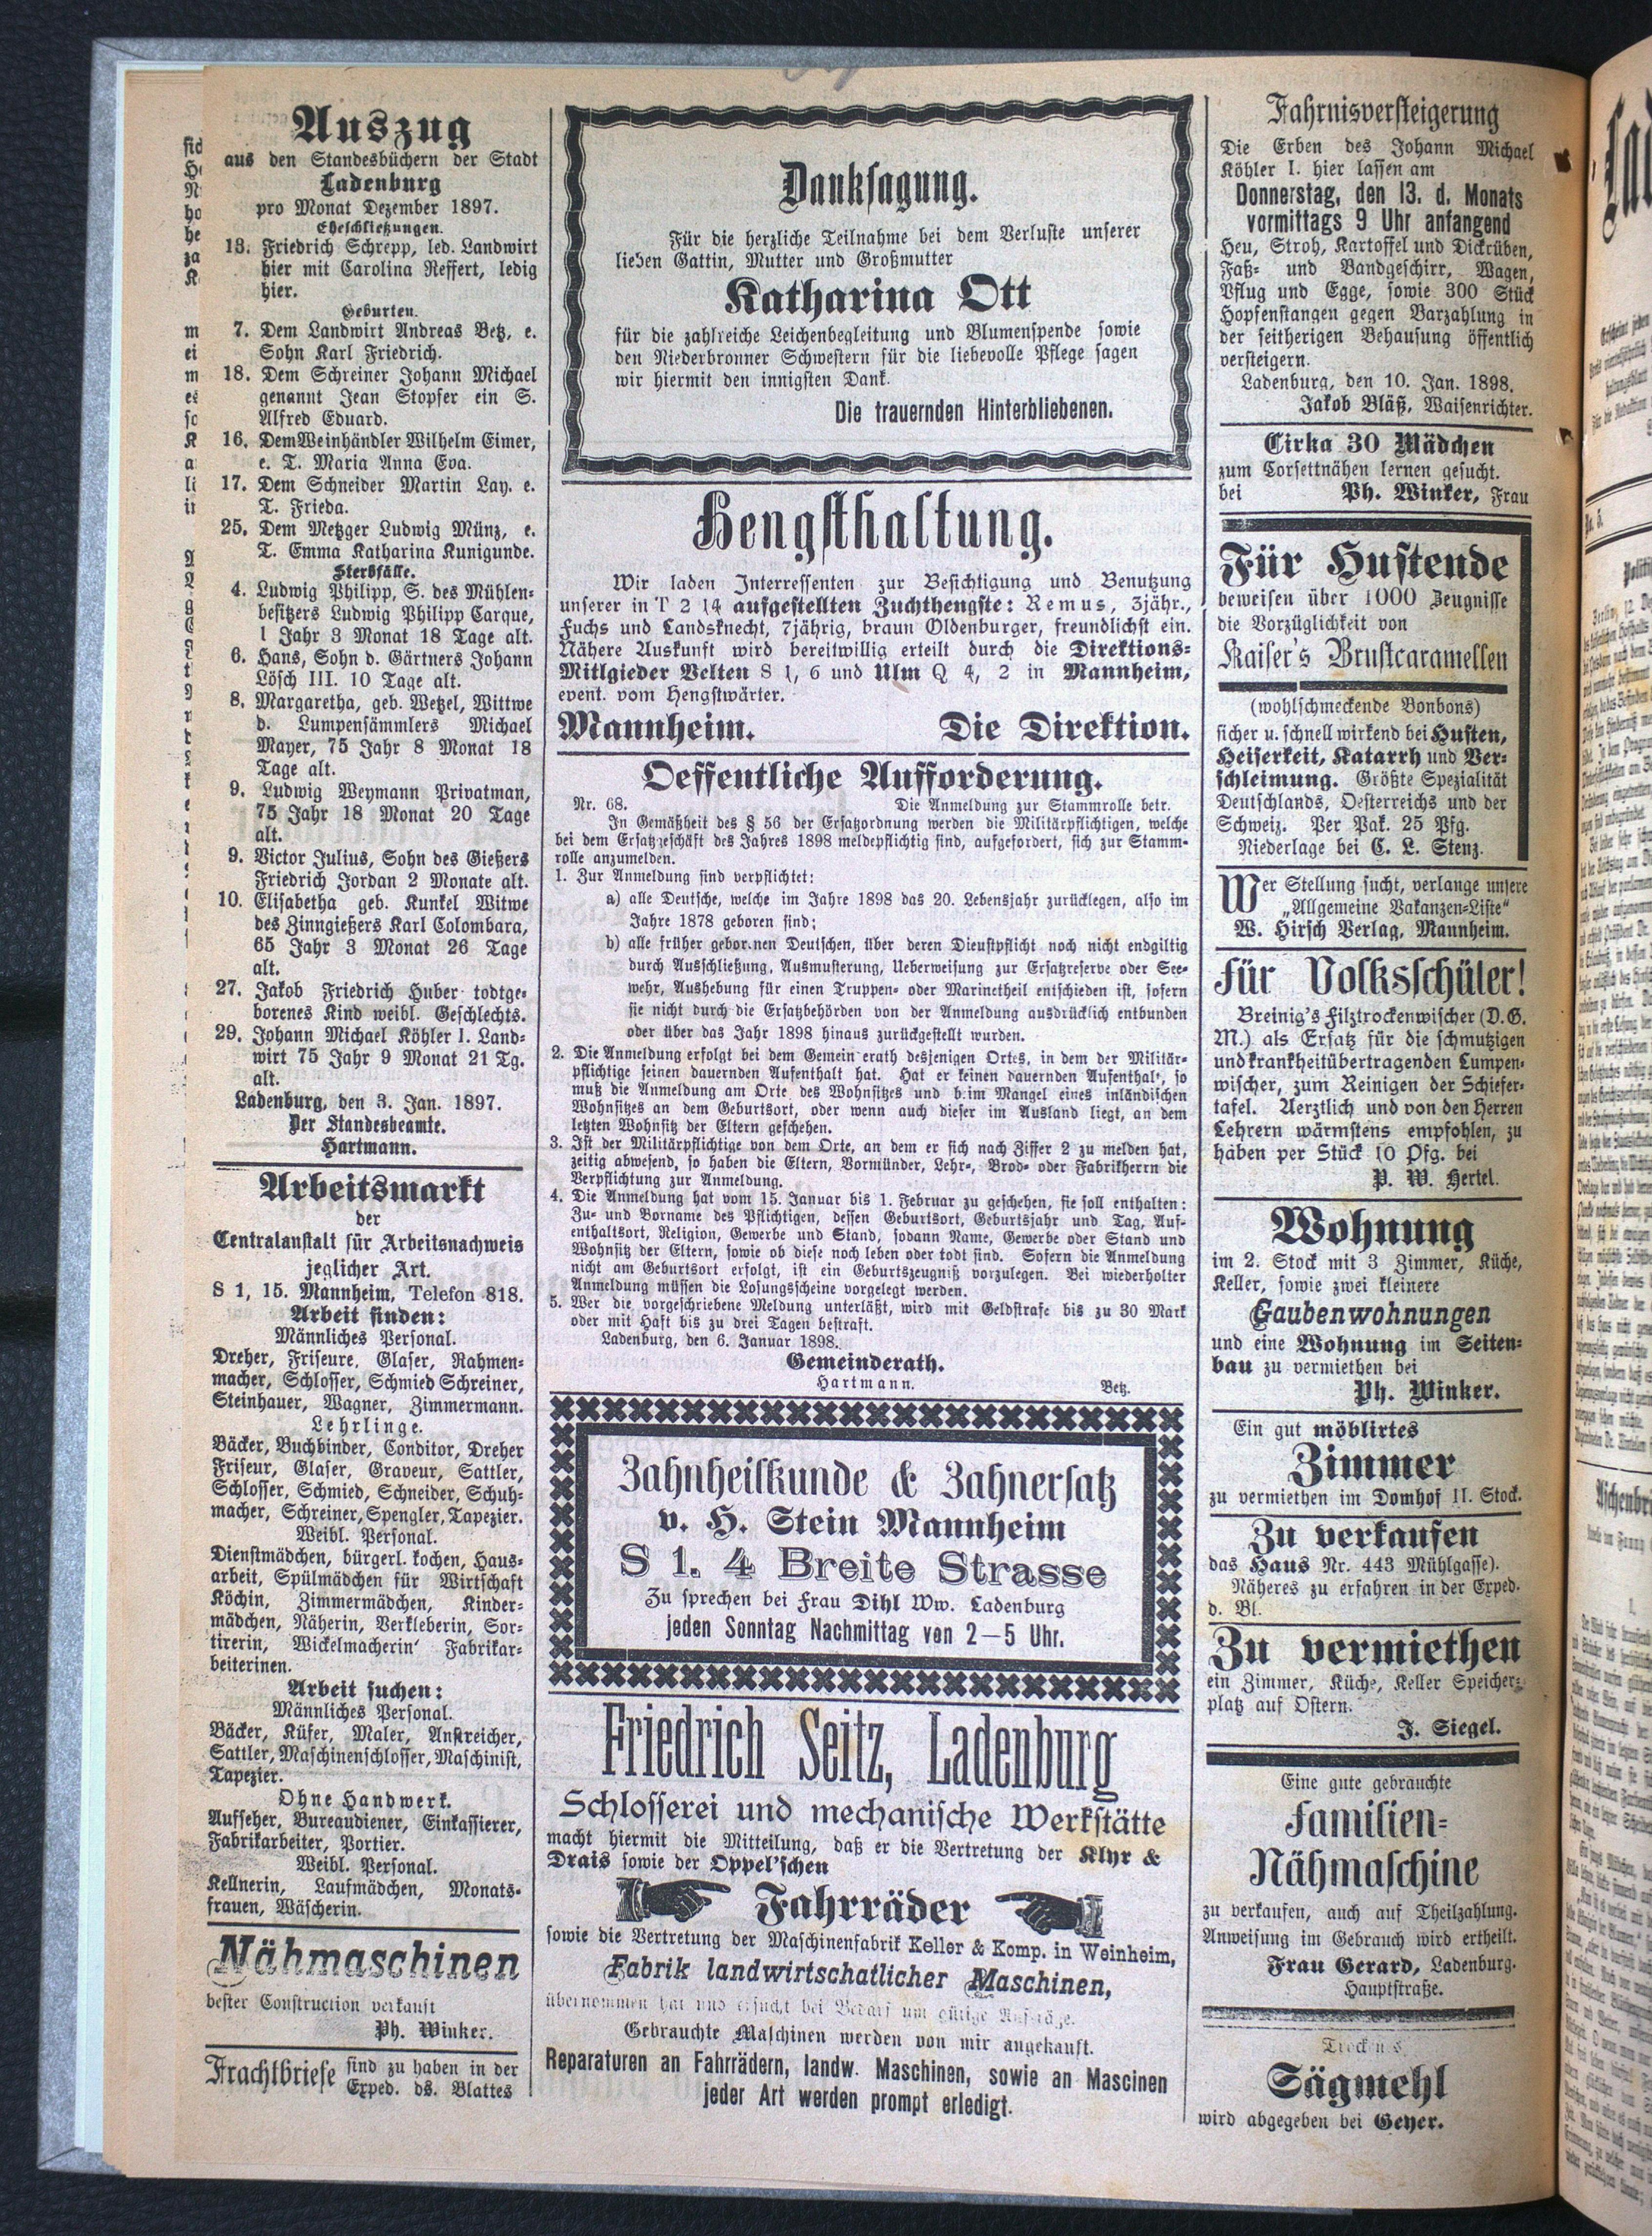 Auszug
aus den Standesbüchern der Stadt
Ladenburg
pro Monat Dezember 1897.
Eheschließungen.
18. Friedrich Schrepp, led. Landwirt
hier mit Carolina Neffert, ledig
hier.
Geburten.
7. Dem Landwirt Andreas Betz, e.
Sohn Karl Friedrich.
18. Dem Schreiner Johann Michael
genannt Jean Stopfer ein S.
Alfred Eduard.
16. Dem Weinhändler Wilhelm Eimer,
e. T. Maria Anna Eva.
17. Dem Schneider Martin Lay. e.
T. Frieda.
25. Dem Metzger Ludwig Münz, e.
T. Emma Katharina Kunigunde.
Sterbfälle.
4. Ludwig Philipp, S. des Mühlen-
besitzers Ludwig Philipp Carque,
1 Jahr 3 Monat 18 Tage alt.
6. Hans, Sohn d. Gärtners Johann
Lösch III. 10 Tage alt.
8. Margaretha, geb. Wetzel, Wittwe
d. Lumpensämmlers Michael
Mayer, 75 Jahr 8 Monat 18
Tage alt.
9. Ludwig Weymann Privatman,
75 Jahr 18 Monat 20 Tage
alt.
9. Victor Julius, Sohn des Gießers
Friedrich Jordan 2 Monate alt.
10. Elisabetha geb. Kunkel Witwe
des Zinngießers Karl Colombara,
65 Jahr 3 Monat 26 Tage
alt.
27. Jakob Friedrich Huber todtge-
borenes Kind weibl. Geschlechts.
29. Johann Michael Köhler I. Land-
wirt 75 Jahr 9 Monat 21 Tg.
alt.
Ladenburg, den 3. Jan. 1897.
Der Standesbeamte.
Hartmann.
Arbeitsmarkt
der
Centralanstalt für Arbeitsnachweis
jeglicher Art.
S 1, 15. Mannheim, Telefon 818.
Arbeit finden:
Männliches Personal.
Dreher, Friseure, Glaser, Rahmen-
macher, Schlosser, Schmied Schreiner,
Steinhauer, Wagner, Zimmermann.
Lehrlinge.
Bäcker, Buchbinder, Conditor, Dreher
Friseur, Glaser, Graveur, Sattler,
Schlosser, Schmied, Schneider, Schuh-
macher, Schreiner, Spengler, Tapezier.
Weibl. Personal.
Dienstmädchen, bürgerl. kochen, Haus-
arbeit, Spülmädchen für Wirtschaft
Köchin, Zimmermädchen, Kinder-
mädchen, Näherin, Verkleberin, Sor-
tirerin, Wickelmacherin' Fabrikar-
beiterinen.
Arbeit suchen:
Männliches Personal.
Bäcker, Küfer, Maler, Anstreicher,
Sattler, Maschinenschlosser, Maschinist,
Tapezier.
Ohne Handwerk.
Aufseher, Bureaudiener, Einkassierer,
Fabrikarbeiter, Portier.
Weibl. Personal.
Kellnerin, Laufmädchen, Monats-
frauen, Wäscherin.
Nähmaschinen
bester Construction verkauft
Ph. Winker.
Frachtbriefe sind zu haben in der
Exped. ds. Blattes
Danksagung.
Für die herzliche Teilnahme bei dem Verluste unserer
lieben Gattin, Mutter und Großmutter
Katharina Ott
für die zahlreiche Leichenbegleitung und Blumenspende sowie
den Niederbronner Schwestern für die liebevolle Pflege sagen
wir hiermit den innigsten Dank.
Die trauernden Hinterbliebenen.
Hengsthaltung.
Wir laden Interressenten zur Besichtigung und Benutzung
unserer in T 2 14 aufgestellten Zuchthengste: Remus, 3jähr.,
Fuchs und Landsknecht, 7jährig, braun Oldenburger, freundlichst ein.
Nähere Auskunft wird bereitwillig erteilt durch die Direktions-
Mitlgieder Velten S 1, 6 und Ulm Q 4, 2 in Mannheim,
event. vom Hengstwärter.
Mannheim. Die Direktion.
Oeffentliche Aufforderung.
Nr. 68. Die Anmeldung zur Stammrolle betr.
In Gemäßheit des § 56 der Ersatzordnung werden die Militärpflichtigen, welche
bei dem Ersatzgeschäft des Jahres 1898 meldepflichtig sind, aufgefordert, sich zur Stamm-
rolle anzumelden.
1. Zur Anmeldung sind verpflichtet:
a) alle Deutsche, welche im Jahre 1898 das 20. Lebensjahr zurücklegen, also im
Jahre 1878 geboren sind;
b) alle früher gebor.nen Deutschen, über deren Dienstpflicht noch nicht endgiltig
durch Ausschließung, Ausmusterung, Ueberweisung zur Ersatzreserve oder See-
wehr, Aushebung für einen Truppen- oder Marinetheil entschieden ist, sofern
sie nicht durch die Ersatzbehörden von der Anmeldung ausdrücklich entbunden
oder über das Jahr 1898 hinaus zurückgestellt wurden.
2. Die Anmeldung erfolgt bei dem Gemein erath desjenigen Ortes, in dem der Militär-
pflichtige seinen dauernden Aufenthalt hat. Hat er keinen dauernden Aufenthalt, so
muß die Anmeldung am Orte des Wohnsitzes und b.im Mangel eines inländischen
Wohnsitzes an dem Geburtsort, oder wenn auch dieser im Ausland liegt, an dem
letzten Wohnsitz der Eltern geschehen.
3. Ist der Militärpflichtige von dem Orte, an dem er sich nach Ziffer 2 zu melden hat,
zeitig abwesend, so haben die Eltern, Vormünder, Lehr-, Brod- oder Fabrikherrn die
Verpflichtung zur Anmeldung.
4. Die Anmeldung hat vom 15. Januar bis 1. Februar zu geschehen, sie soll enthalten:
Zu- und Vorname des Pflichtigen, dessen Geburtsort, Geburtsjahr und Tag, Auf-
enthaltsort, Religion, Gewerbe und Stand, sodann Name, Gewerbe oder Stand und
Wohnsitz der Eltern, sowie ob diese noch leben oder todt sind. Sofern die Anmeldung
nicht am Geburtsort erfolgt, ist ein Geburtszeugniß vorzulegen. Bei wiederholter
Anmeldung müssen die Losungsscheine vorgelegt werden.
5. Wer die vorgeschriebene Meldung unterläßt, wird mit Geldstrafe bis zu 30 Mark
oder mit Haft bis zu drei Tagen bestraft.
Ladenburg, den 6. Januar 1898.
Gemeinderath.
Hartmann. Betz.
Zahnheilkunde & Zahnersatz
v. H. Stein Mannheim
S 1. 4 Breite Strasse
Zu sprechen bei Frau Dihl Ww. Ladenburg
jeden Sonntag Nachmittag von 2—5 Uhr.
Friedrich Seitz, Ladenburg
Schlosserei und mechanische Werkstätte
macht hiermit die Mitteilung, daß er die Vertretung der Klyr &
Drais sowie der Oppel'schen
Fahrräder
sowie die Vertretung der Maschinenfabrik Keller & Komp. in Weinheim,
Fabrik landwirtschatlicher Maschinen,
übernommen hat und ersucht bei Bedarf um gütige Aufträge.
Gebrauchte Maschinen werden von mir angekauft.
Reparaturen an Fahrrädern, landw. Maschinen, sowie an Mascinen
jeder Art werden prompt erledigt.
Fahrnisversteigerung
Die Erben des Johann Michael
Köhler I. hier lassen am
Donnerstag, den 13. d. Monats
vormittags 9 Uhr anfangend
Heu, Stroh, Kartoffel und Dickrüben,
Faß- und Bandgeschirr, Wagen,
Pflug und Egge, sowie 300 Stück
Hopfenstangen gegen Barzahlung in
der seitherigen Behausung öffentlich
versteigern.
Ladenburg, den 10. Jan. 1898.
Jakob Bläß, Waisenrichter.
Cirka 30 Mädchen
zum Corsettnähen lernen gesucht.
bei Ph. Winker, Frau
Für Hustende
beweisen über 1000 Zeugnisse
die Vorzüglichkeit von
Kaiser's Brustcaramellen
(wohlschmeckende Bonbons)
sicher u. schnell wirkend bei Husten,
Heiserkeit, Katarrh und Ver-
schleimung. Größte Spezialität
Deutschlands, Oesterreichs und der
Schweiz. Per Pak. 25 Pfg.
Niederlage bei C. L. Stenz.
Wer Stellung sucht, verlange unsere
„Allgemeine Vakanzen-Liste"
W. Hirsch Verlag, Mannheim.
Für Volksschüler!
Breinig's Filztrockenwischer (D. G.
M.) als Ersatz für die schmutzigen
und krankheitübertragenden Lumpen-
wischer, zum Reinigen der Schiefer-
tafel. Aerztlich und von den Herren
Lehrern wärmstens empfohlen, zu
haben per Stück 10 Pfg. bei
P. W. Hertel.
Wohnung
im 2. Stock mit 3 Zimmer, Küche,
Keller, sowie zwei kleinere
Gaubenwohnungen
und eine Wohnung im Seiten-
bau zu vermiethen bei
Ph. Winker.
Ein gut möblirtes
Zimmer
zu vermiethen im Domhof II. Stock.
Zu verkaufen
das Haus Nr. 443 Mühlgasse).
Näheres zu erfahren in der Exped.
d. Bl.
Zu vermiethen
ein Zimmer, Küche, Keller Speicher-
platz auf Ostern.
J. Siegel.
Eine gute gebrauchte
Familien-
Nähmaschine
zu verkaufen, auch auf Theilzahlung.
Anweisung im Gebrauch wird ertheilt.
Frau Gerard, Ladenburg.
Hauptstraße.
Sägmehl
wird abgegeben bei Geyer.